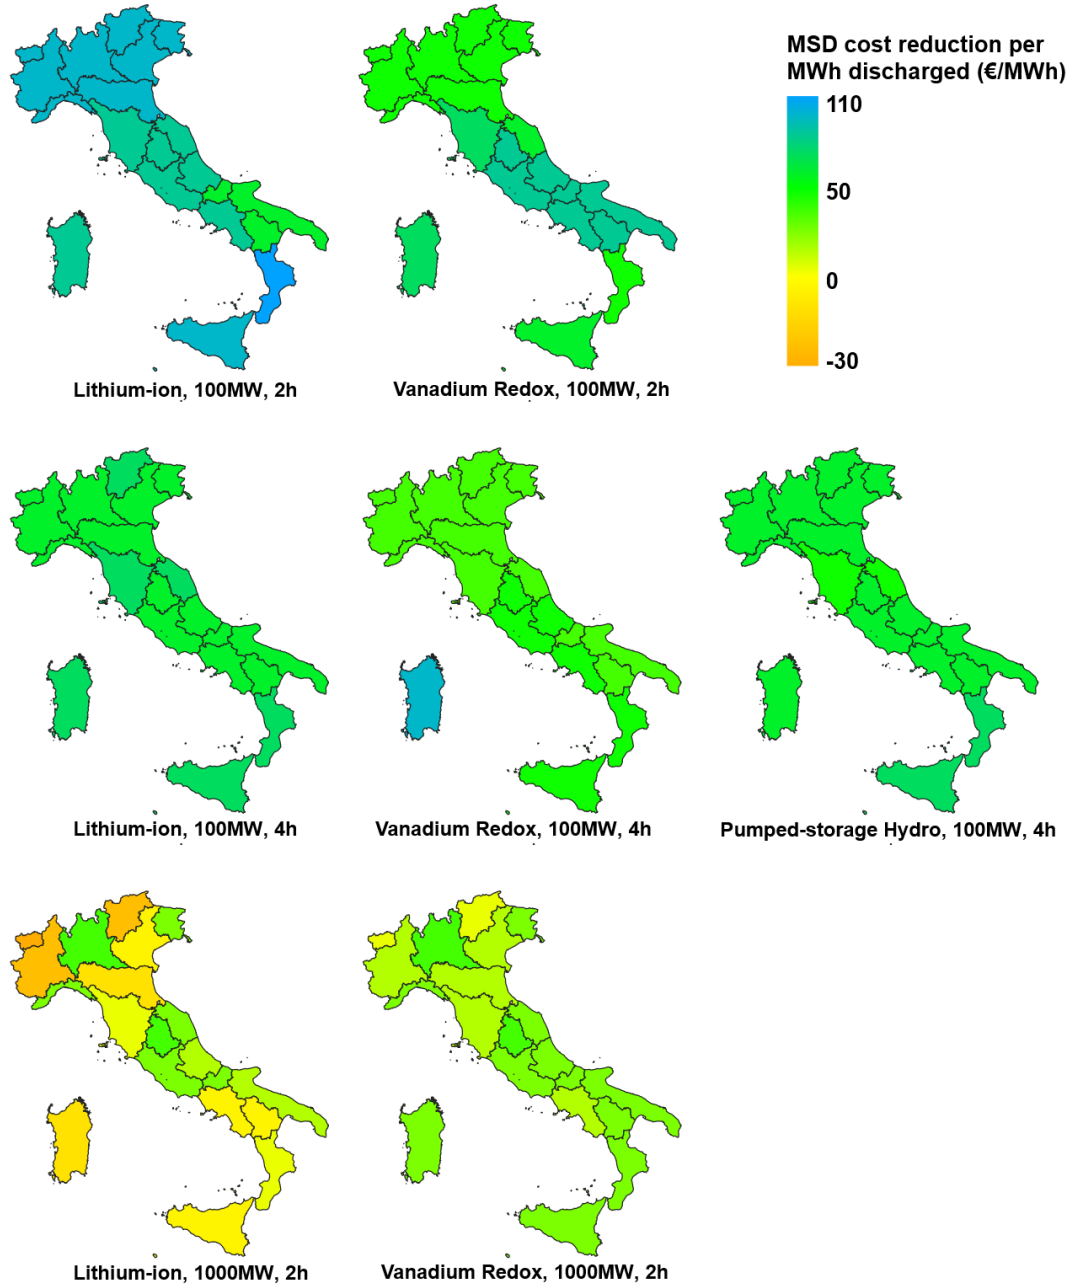 MSD cost reduction per
MWh discharged (€/MWh)
110
50
0
-30
Lithium-ion, 100MW, 2h
Vanadium Redox, 100MW, 2h
Lithium-ion, 100MW, 4h
Vanadium Redox, 100MW, 4h
Pumped-storage Hydro, 100MW, 4h
Lithium-ion, 1000MW, 2h
Vanadium Redox, 1000MW, 2h